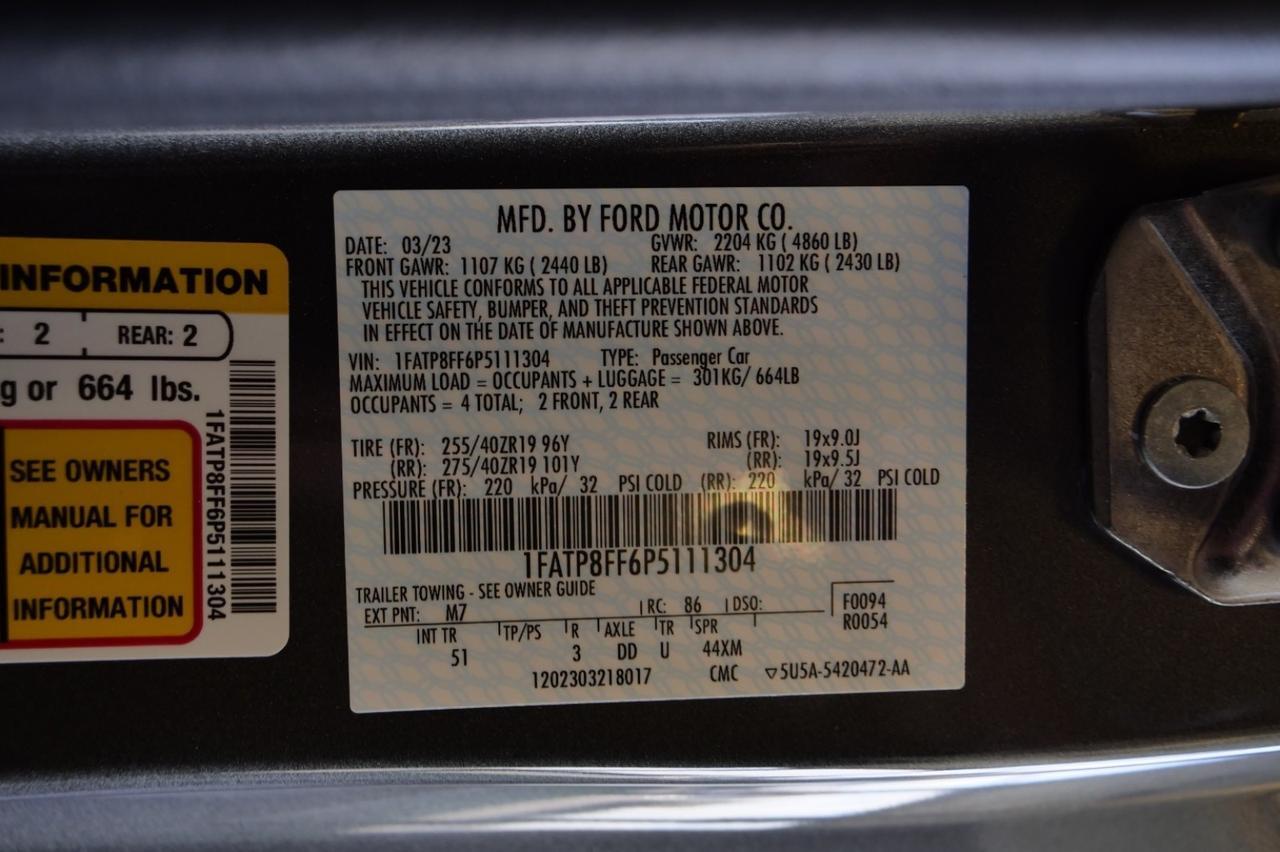 INFORMATION
: 2 REAR: 2
g or 664 lbs.
SEE OWNERS
MANUAL FOR
ADDITIONAL
INFORMATION
1FATP8FF6P5111304
MFD. BY FORD MOTOR CO.
DATE: 03/23 GVWR: 2204 KG ( 4860 LB)
FRONT GAWR: 1107 KG ( 2440 LB) REAR GAWR: 1102 KG ( 2430 LB)
THIS VEHICLE CONFORMS TO ALL APPLICABLE FEDERAL MOTOR
VEHICLE SAFETY, BUMPER, AND THEFT PREVENTION STANDARDS
IN EFFECT ON THE DATE OF MANUFACTURE SHOWN ABOVE.
VIN: 1FATP8FF6P5111304 TYPE: Passenger Car
MAXIMUM LOAD = OCCUPANTS + LUGGAGE = 301KG/ 664LB
OCCUPANTS = 4 TOTAL; 2 FRONT, 2 REAR
TIRE (FR): 255/40ZR19 96Y RIMS (FR): 19x9.0J
(RR): 275/40ZR19 101Y (RR): 19x9.5J
PRESSURE (FR): 220 kPa/ 32 PSI COLD (RR): 220 kPa/ 32 PSI COLD
1FATP8FF6P5111304
TRAILER TOWING - SEE OWNER GUIDE
EXT PNT: M7 RC: 86 DSO: F0094
R0054
INT TR TP/PS R AXLE TR SPR
51 3 DD U 44XM
1202303218017 CMC ▽5U5A-5420472-AA